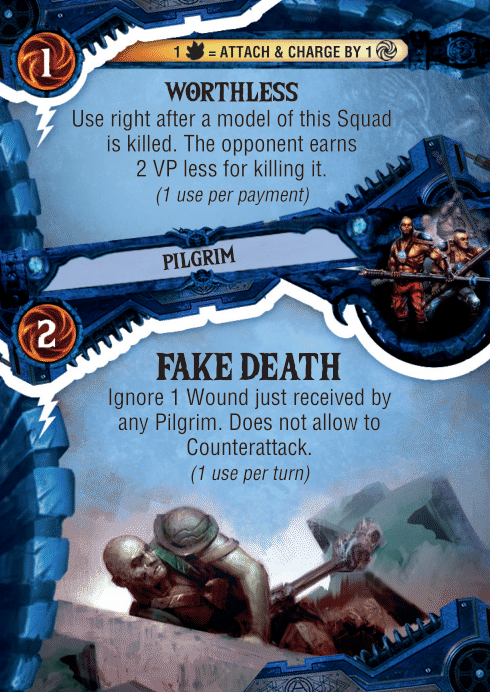 1
1 = ATTACH & CHARGE BY 1
WORTHLESS
Use right after a model of this Squad
is killed. The opponent earns
2 VP less for killing it.
(1 use per payment)
PILGRIM
2
FAKE DEATH
Ignore 1 Wound just received by
any Pilgrim. Does not allow to
Counterattack.
(1 use per turn)